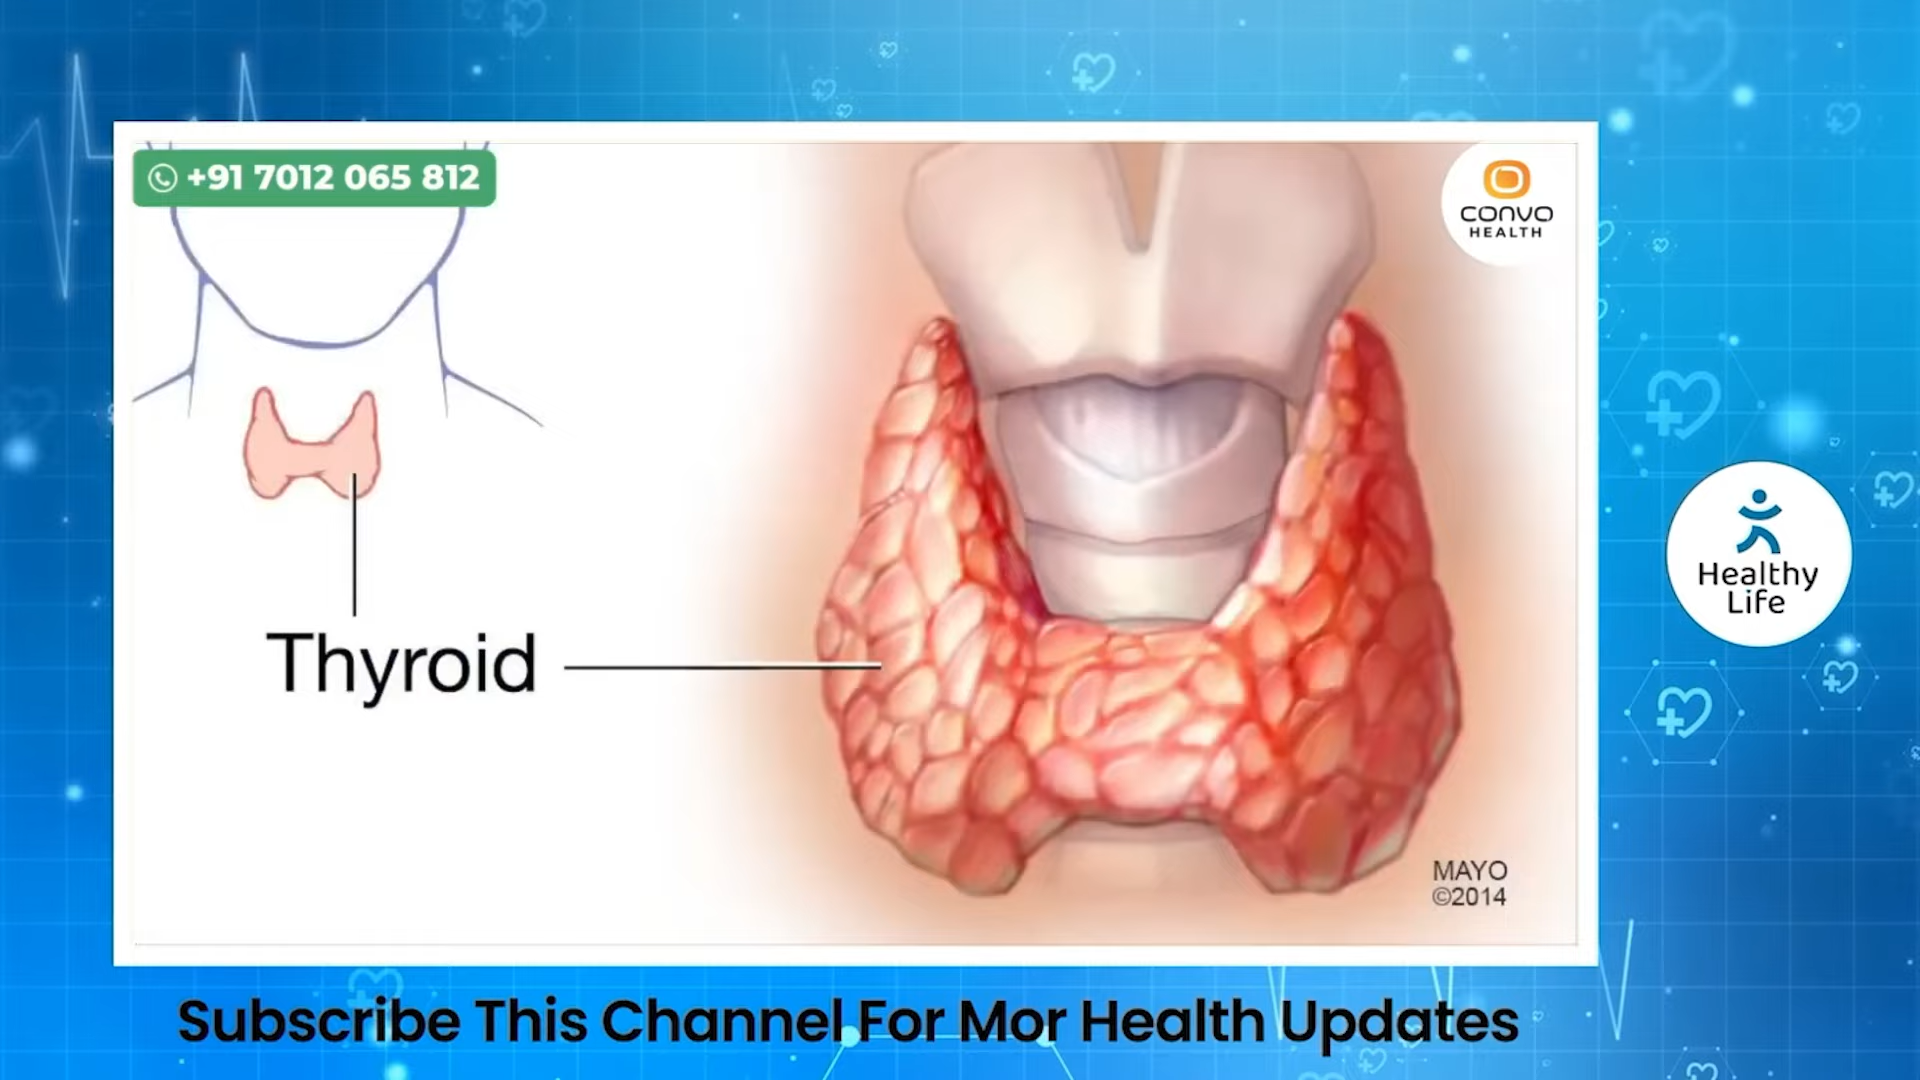 +91 7012 065 812
CONVO
HEALTH
Thyroid
Healthy
Life
MAYO
©2014
Subscribe This Channel For Mor Health Updates